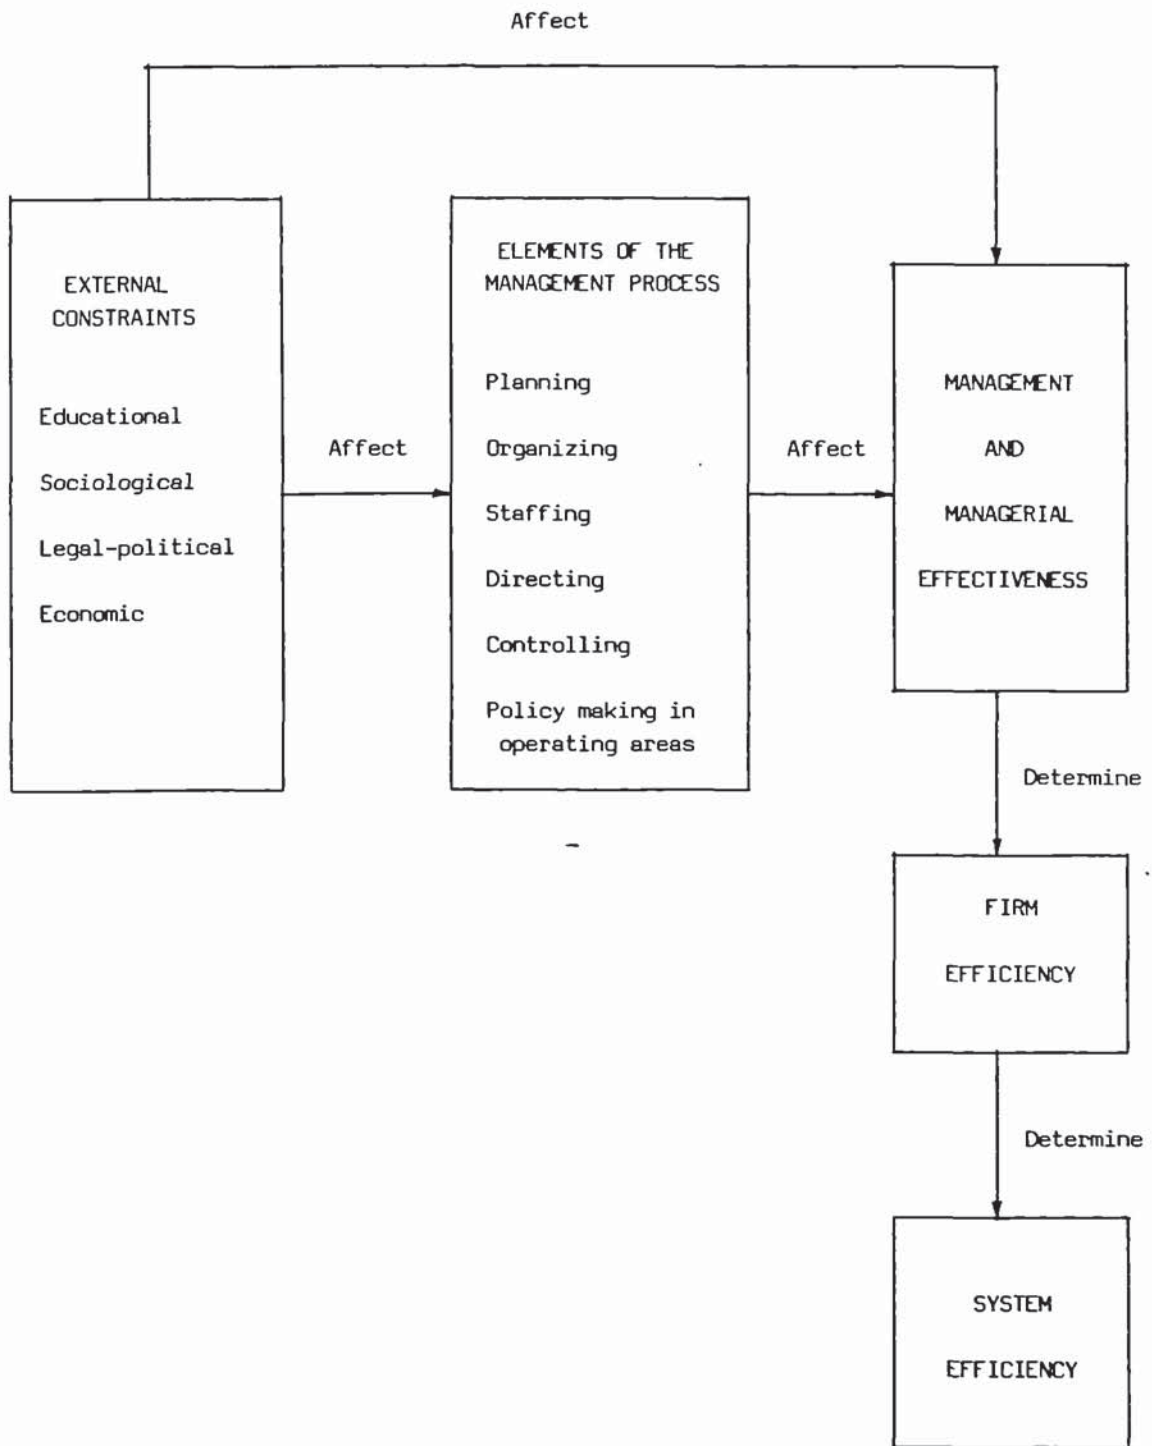 Affect
EXTERNAL
CONSTRAINTS
Educational
Sociological
Legal-political
Economic
Affect
ELEMENTS OF THE
MANAGEMENT PROCESS
Planning
Organizing
Staffing
Directing
Controlling
Policy making in
operating areas
Affect
MANAGEMENT
AND
MANAGERIAL
EFFECTIVENESS
Determine
FIRM
EFFICIENCY
Determine
SYSTEM
EFFICIENCY